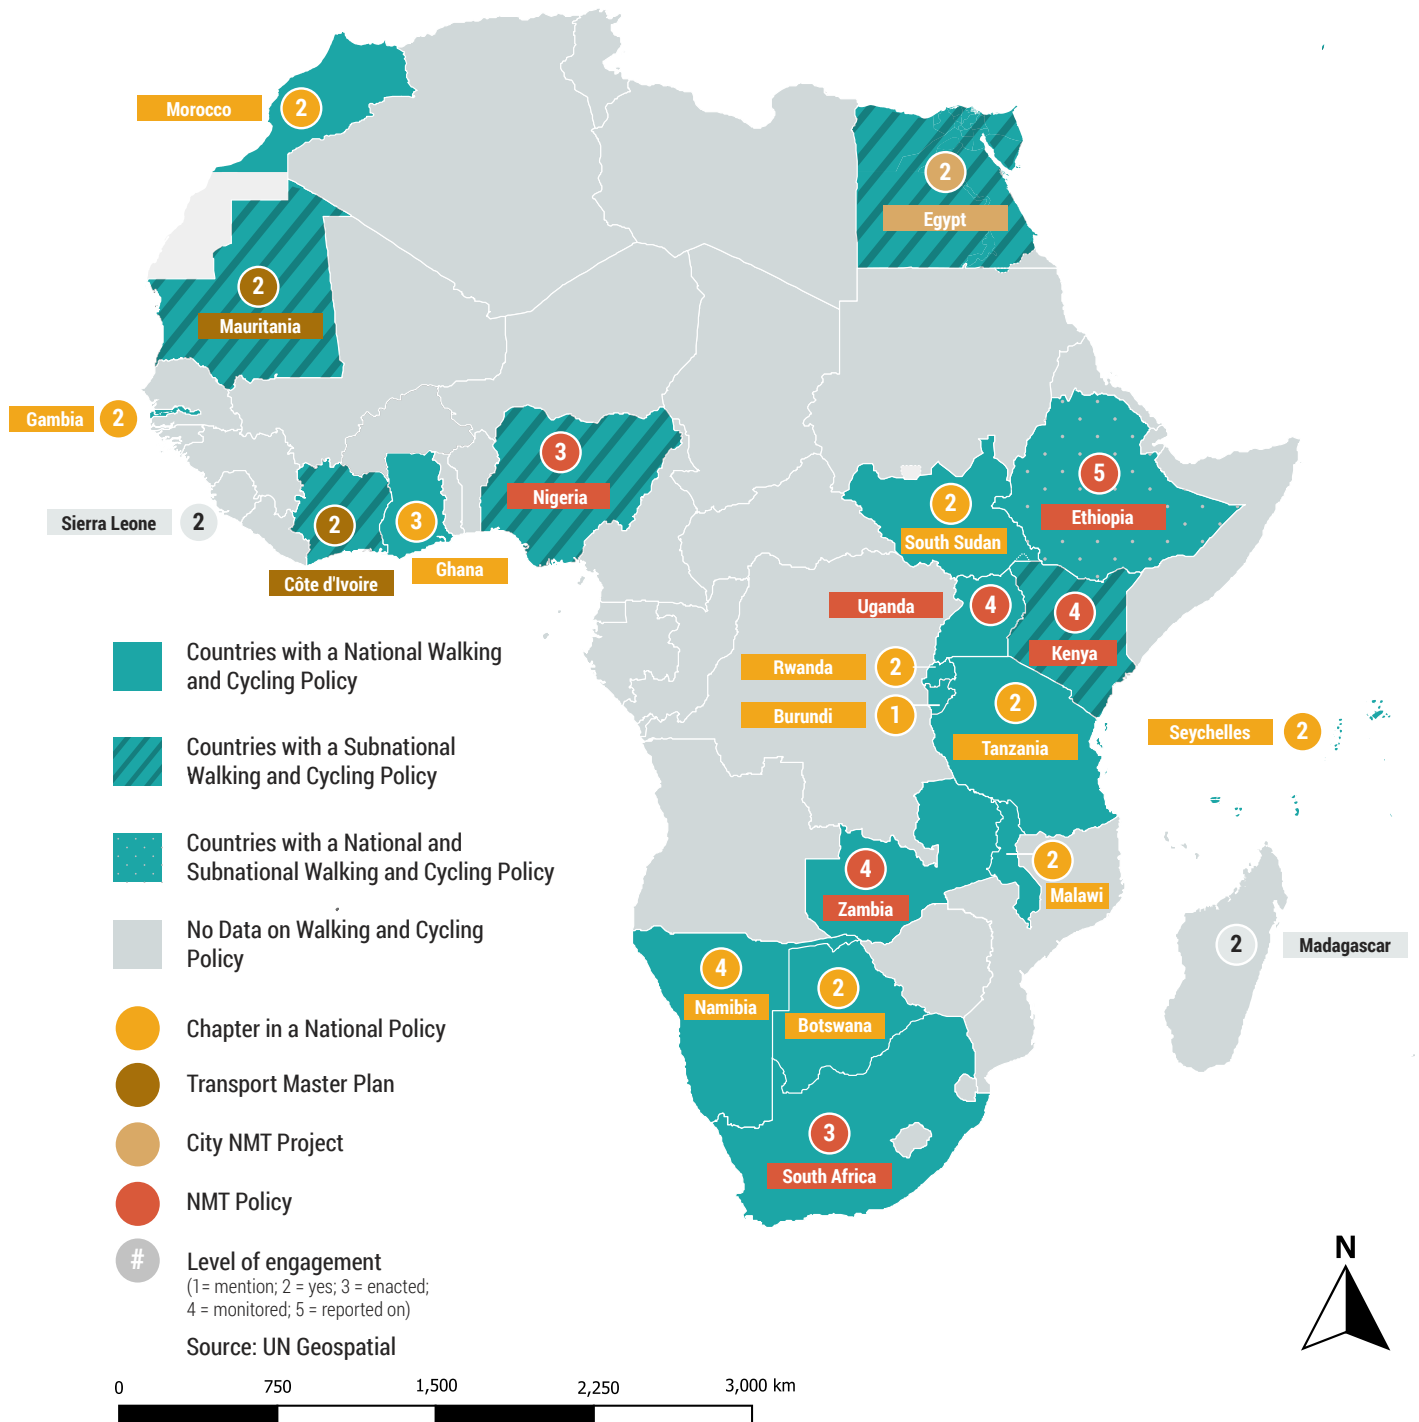 Morocco
2
2
Egypt
2
Mauritania
Gambia
2
3
Nigeria
5
Ethiopia
Sierra Leone
2
2
3
2
South Sudan
Ghana
Côte d'Ivoire
Uganda
4
4
Kenya
Rwanda
2
Burundi
1
2
Tanzania
Seychelles
2
4
Zambia
2
Malawi
2
Madagascar
4
Namibia
2
Botswana
3
South Africa
Countries with a National Walking
and Cycling Policy
Countries with a Subnational
Walking and Cycling Policy
Countries with a National and
Subnational Walking and Cycling Policy
No Data on Walking and Cycling
Policy
Chapter in a National Policy
Transport Master Plan
City NMT Project
NMT Policy
#
Level of engagement
(1= mention; 2 = yes; 3 = enacted;
4 = monitored; 5 = reported on)
Source: UN Geospatial
N
0 750 1,500 2,250 3,000 km